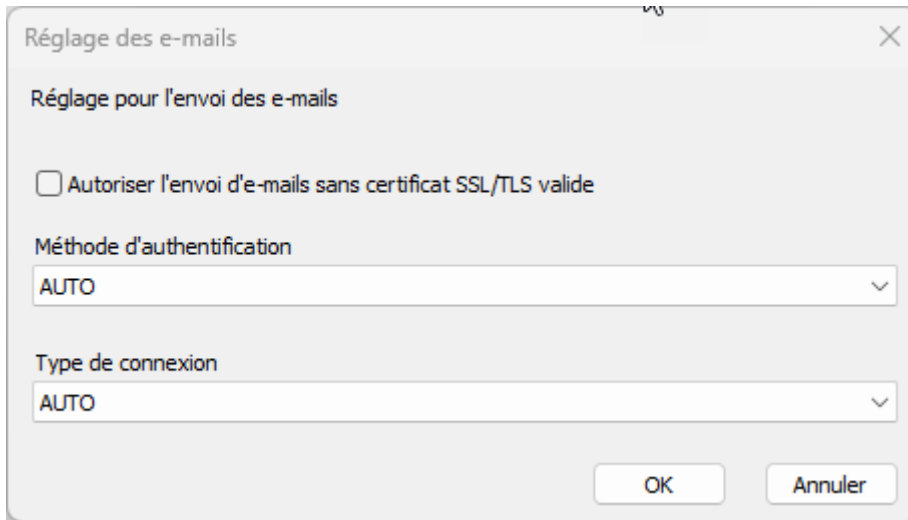 Réglage des e-mails
Réglage pour l'envoi des e-mails
Autoriser l'envoi d'e-mails sans certificat SSL/TLS valide
Méthode d'authentification
AUTO
Type de connexion
AUTO
OK Annuler